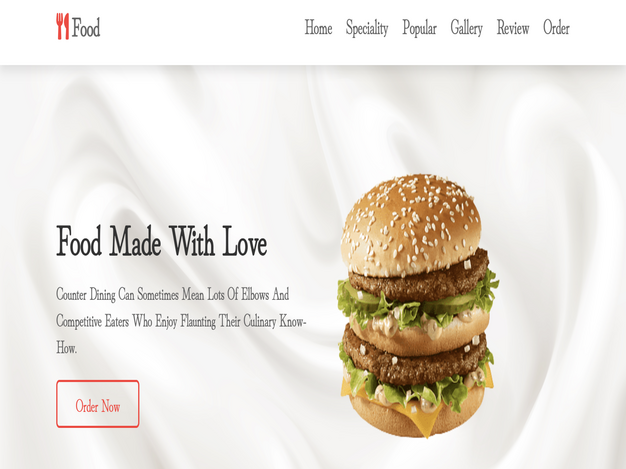 Food
Home Speciality Popular Gallery Review Order
Food Made With Love
Counter Dining Can Sometimes Mean Lots Of Elbows And
Competitive Eaters Who Enjoy Flaunting Their Culinary Know-
How.
Order Now